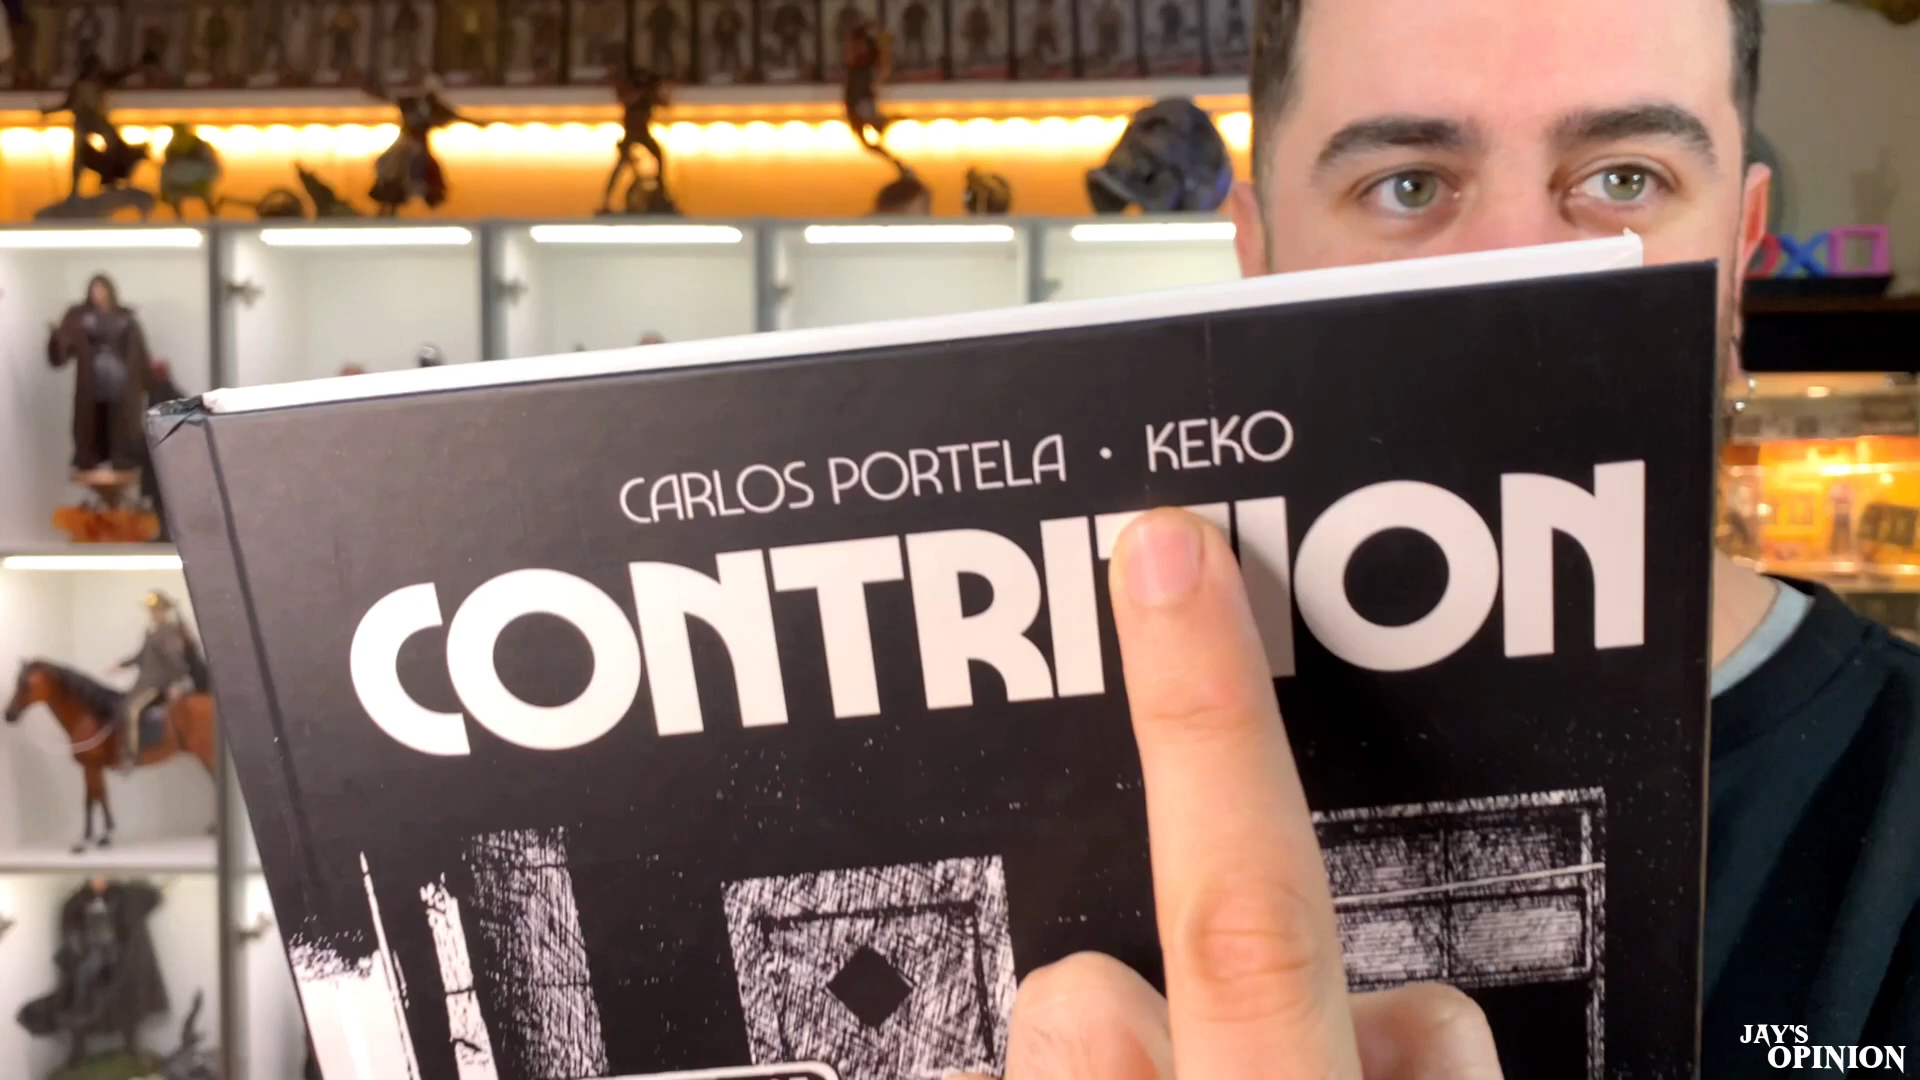 CARLOS PORTELA • KEKO
CONTRITION
JAY'S
OPINION